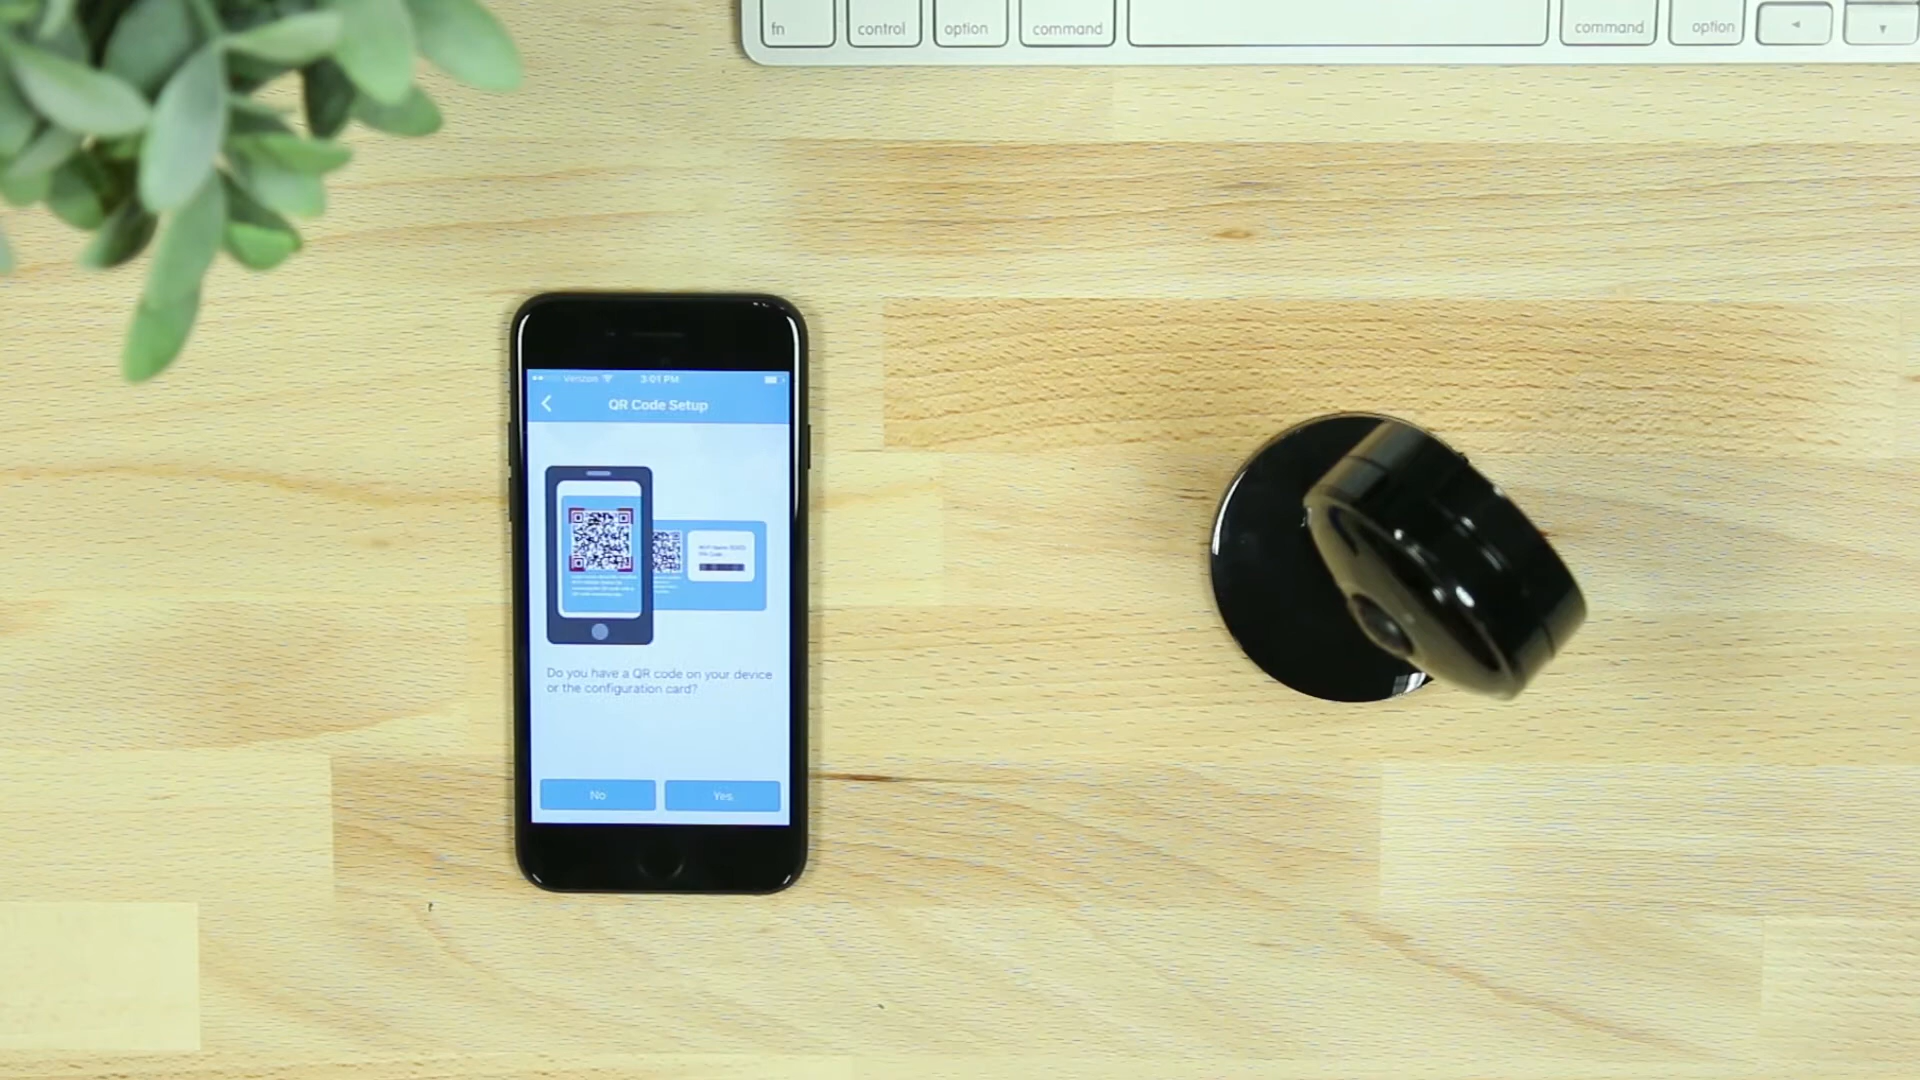 fn control option command command option
Verizon 3:01 PM
QR Code Setup
Do you have a QR code on your device
or the configuration card?
No Yes